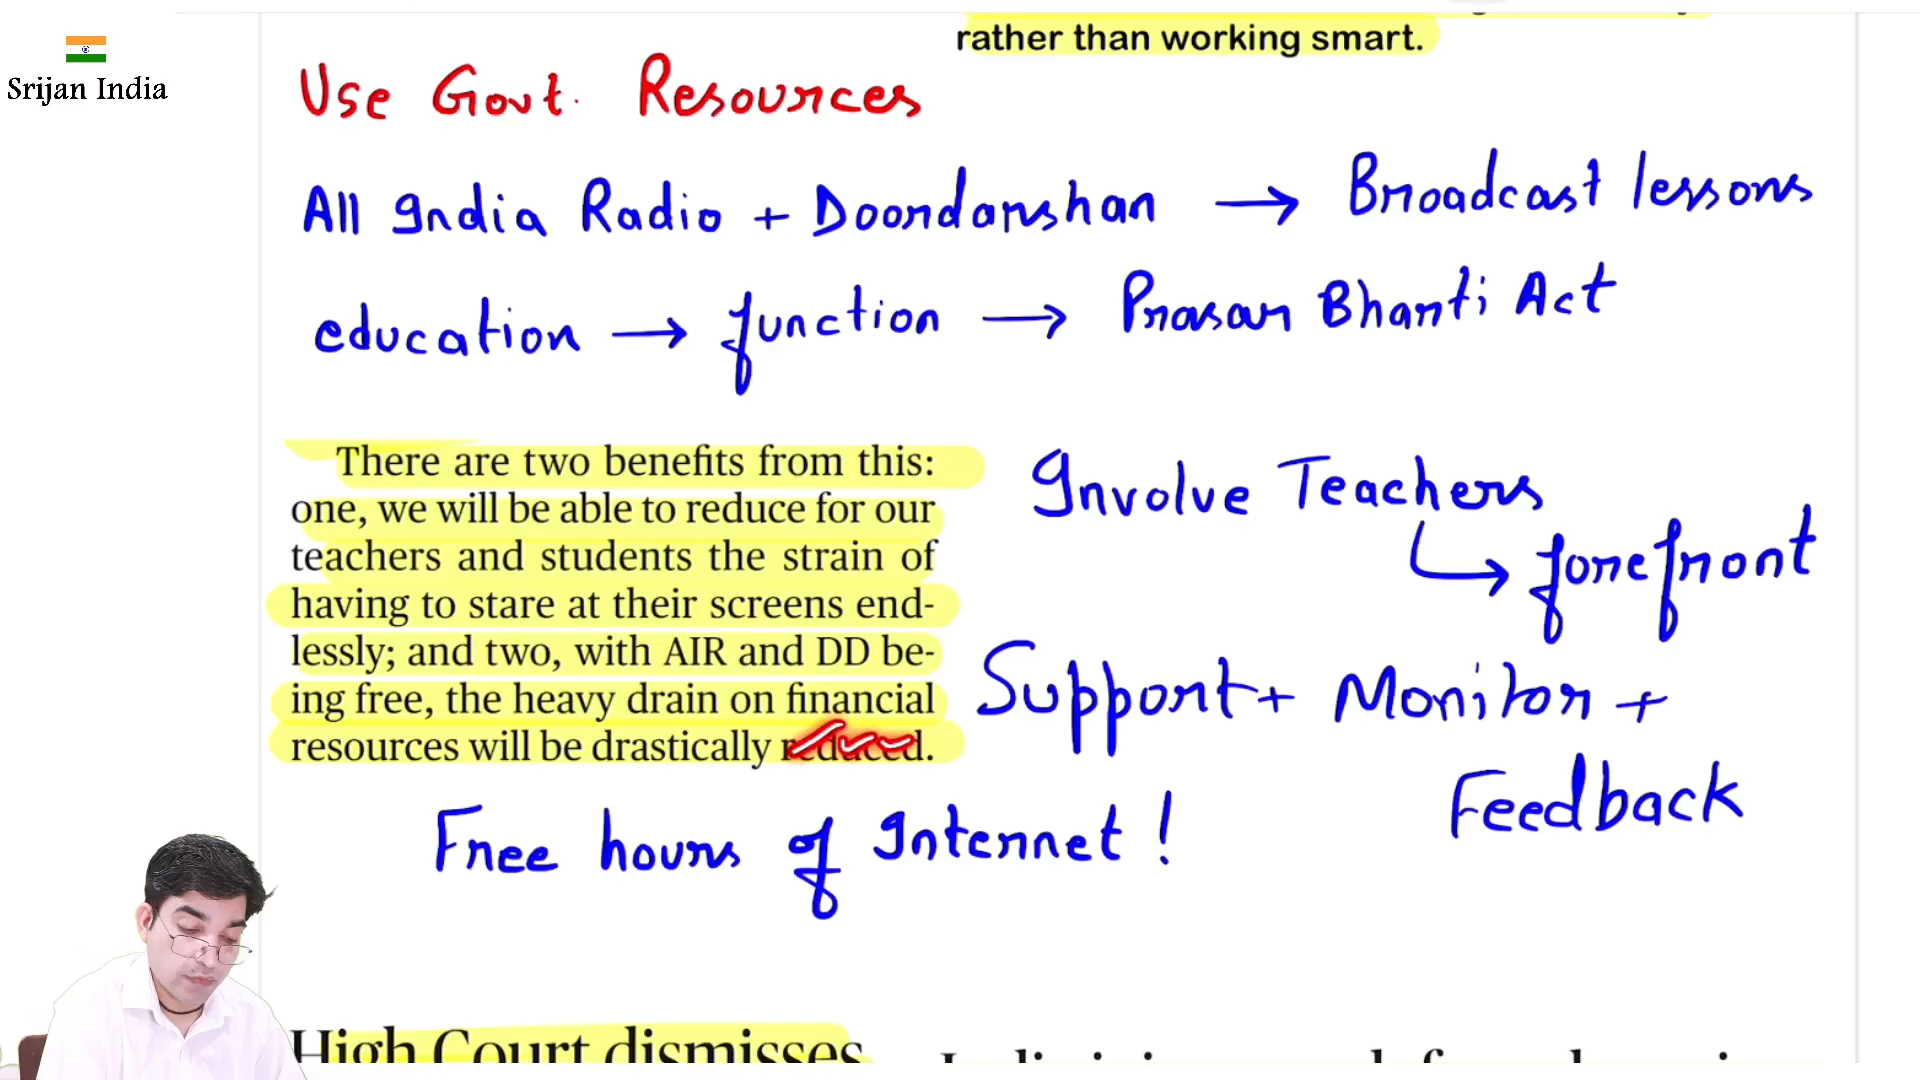 rather than working smart.
Srijan India
Use Govt. Resources
All India Radio + Doordarshan → Broadcast lessons
education → function → Prasar Bharti Act
There are two benefits from this:
one, we will be able to reduce for our
teachers and students the strain of
having to stare at their screens end-
lessly; and two, with AIR and DD be-
ing free, the heavy drain on financial
resources will be drastically reduced.
Involve Teachers
↳ forefront
Support + Monitor +
Feedback
Free hours of Internet !
High Court dismisses